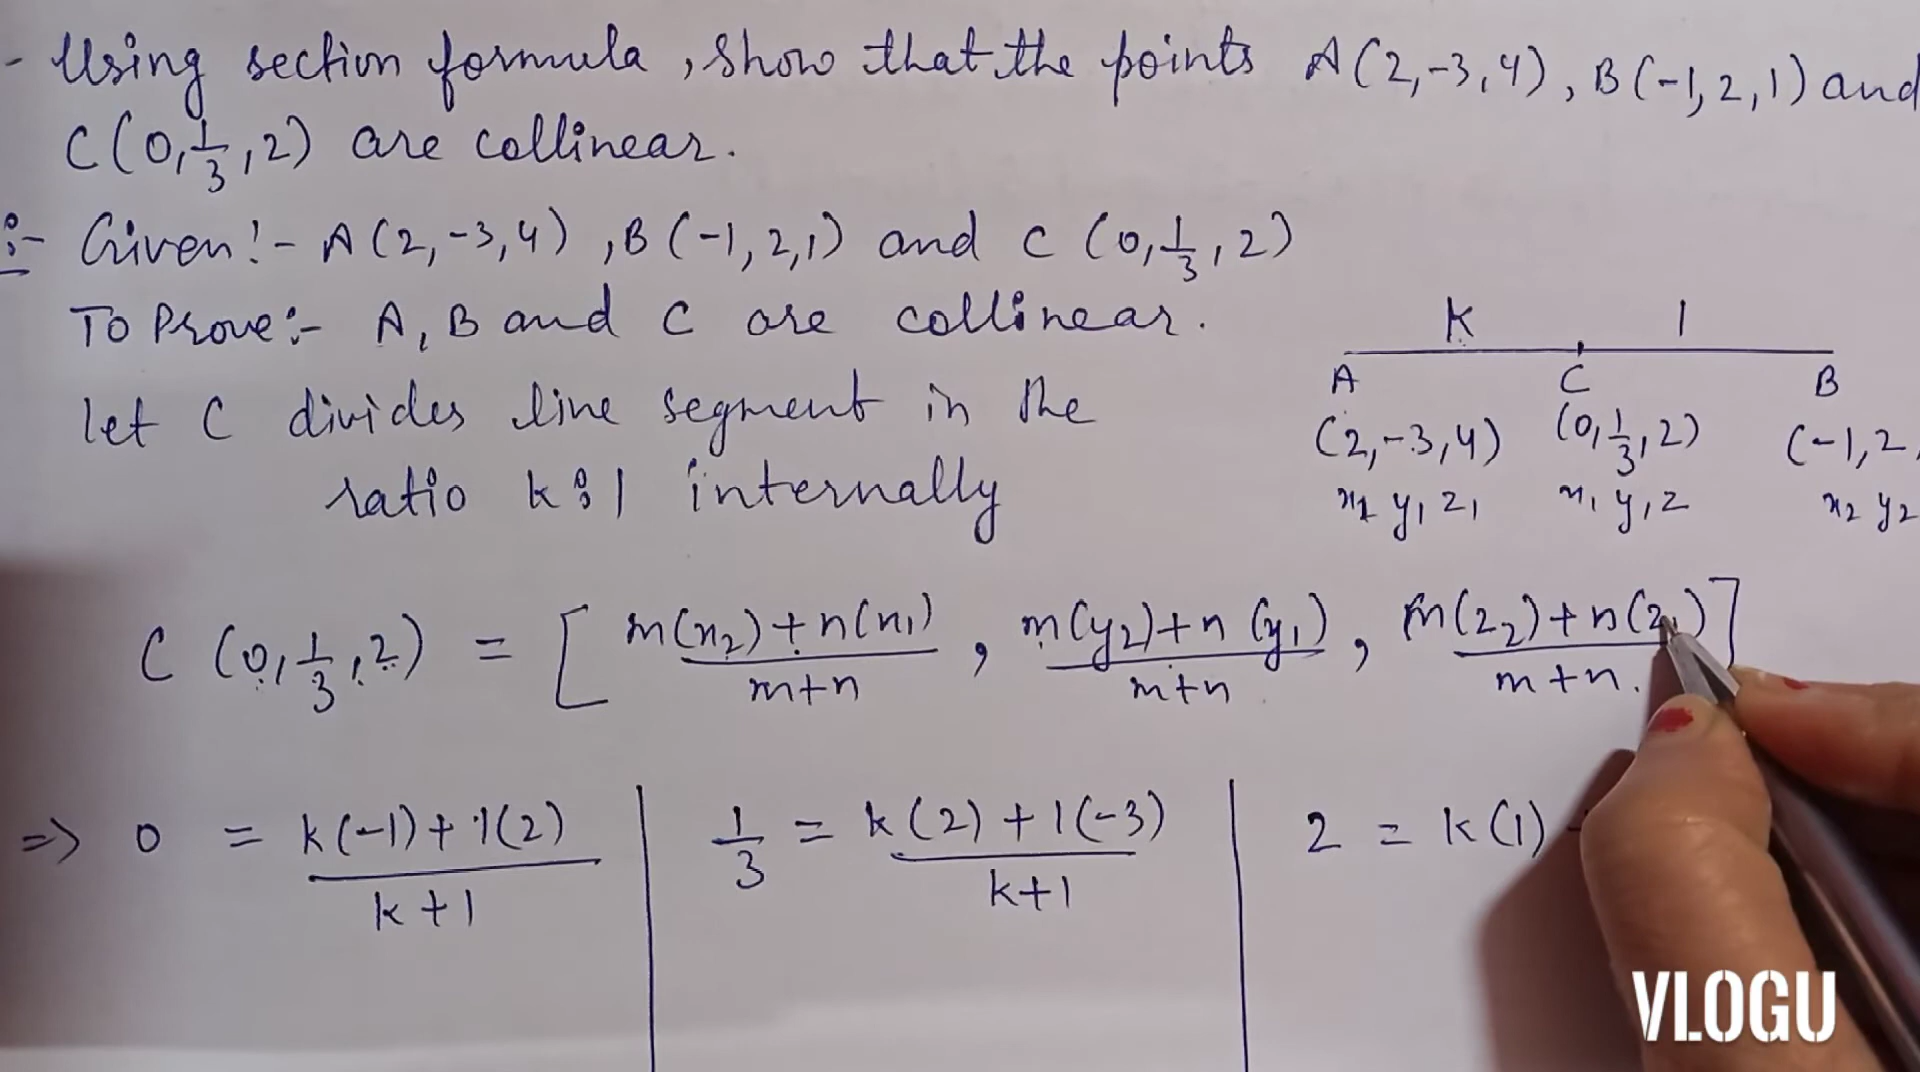 - Using section formula, show that the points A(2,-3,4), B(-1,2,1) and
C(0,1/3,2) are collinear.
:- Given:- A(2,-3,4), B(-1,2,1) and C(0,1/3,2)
To Prove:- A, B and C are collinear.
k 1
A C B
let C divides line segment in the
(2,-3,4) (0,1/3,2) (-1,2,
ratio k:1 internally
x1 y1 z1 x, y, z x2 y2
C(0,1/3,2) = [ m(x2)+n(x1)/m+n , m(y2)+n(y1)/m+n , m(z2)+n(z1)/m+n ]
=> 0 = k(-1)+1(2)/k+1 | 1/3 = k(2)+1(-3)/k+1 | 2 = k(1)
VLOGU